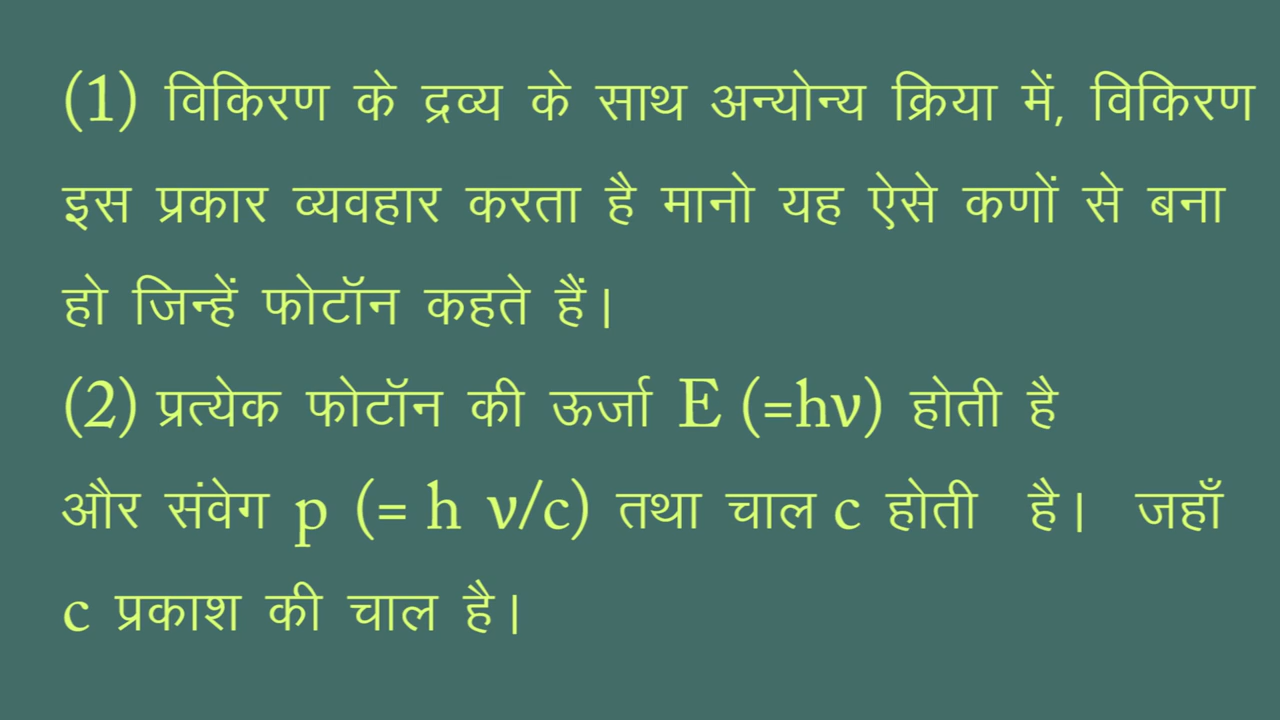 (1) विकिरण के द्रव्य के साथ अन्योन्य क्रिया में, विकिरण
इस प्रकार व्यवहार करता है मानो यह ऐसे कणों से बना
हो जिन्हें फोटॉन कहते हैं।
(2) प्रत्येक फोटॉन की ऊर्जा E (=hν) होती है
और संवेग p (= h ν/c) तथा चाल c होती है। जहाँ
c प्रकाश की चाल है।